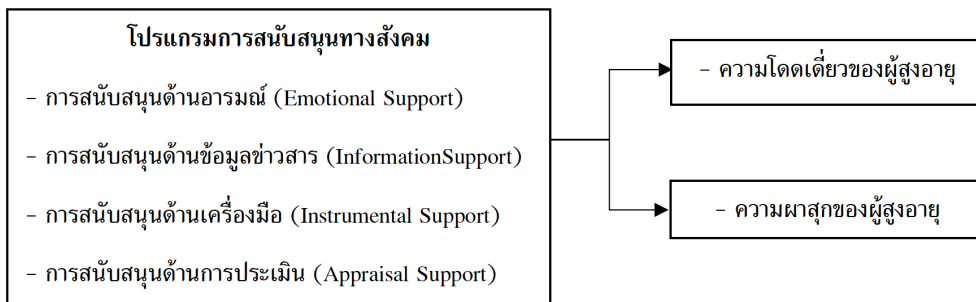 โปรแกรมการสนับสนุนทางสังคม
- การสนับสนุนด้านอารมณ์ (Emotional Support)
- การสนับสนุนด้านข้อมูลข่าวสาร (InformationSupport)
- การสนับสนุนด้านเครื่องมือ (Instrumental Support)
- การสนับสนุนด้านการประเมิน (Appraisal Support)
- ความโดดเดี่ยวของผู้สูงอายุ
- ความผาสุกของผู้สูงอายุ